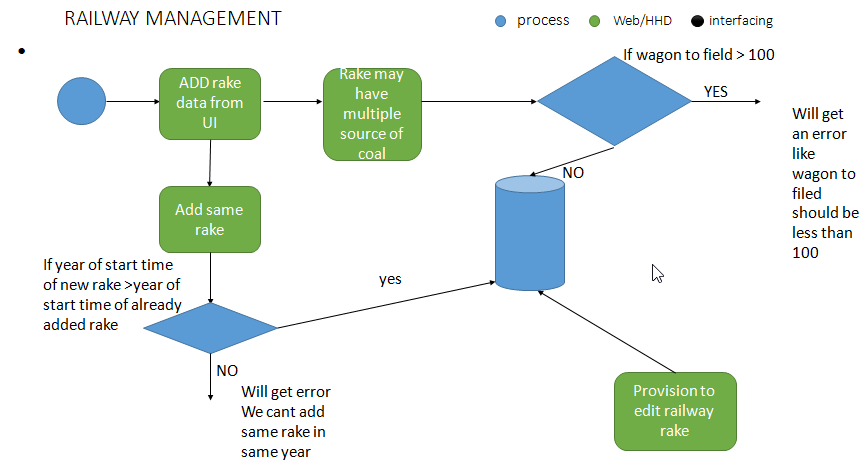 RAILWAY MANAGEMENT
process
Web/HHD
interfacing
If wagon to field > 100
ADD rake
data from
UI
Rake may
have
multiple
source of
coal
YES
Will get
an error
like
wagon to
filed
should be
less than
100
NO
Add same
rake
If year of start time
of new rake >year of
start time of already
added rake
yes
NO
Will get error
We cant add
same rake in
same year
Provision to
edit railway
rake